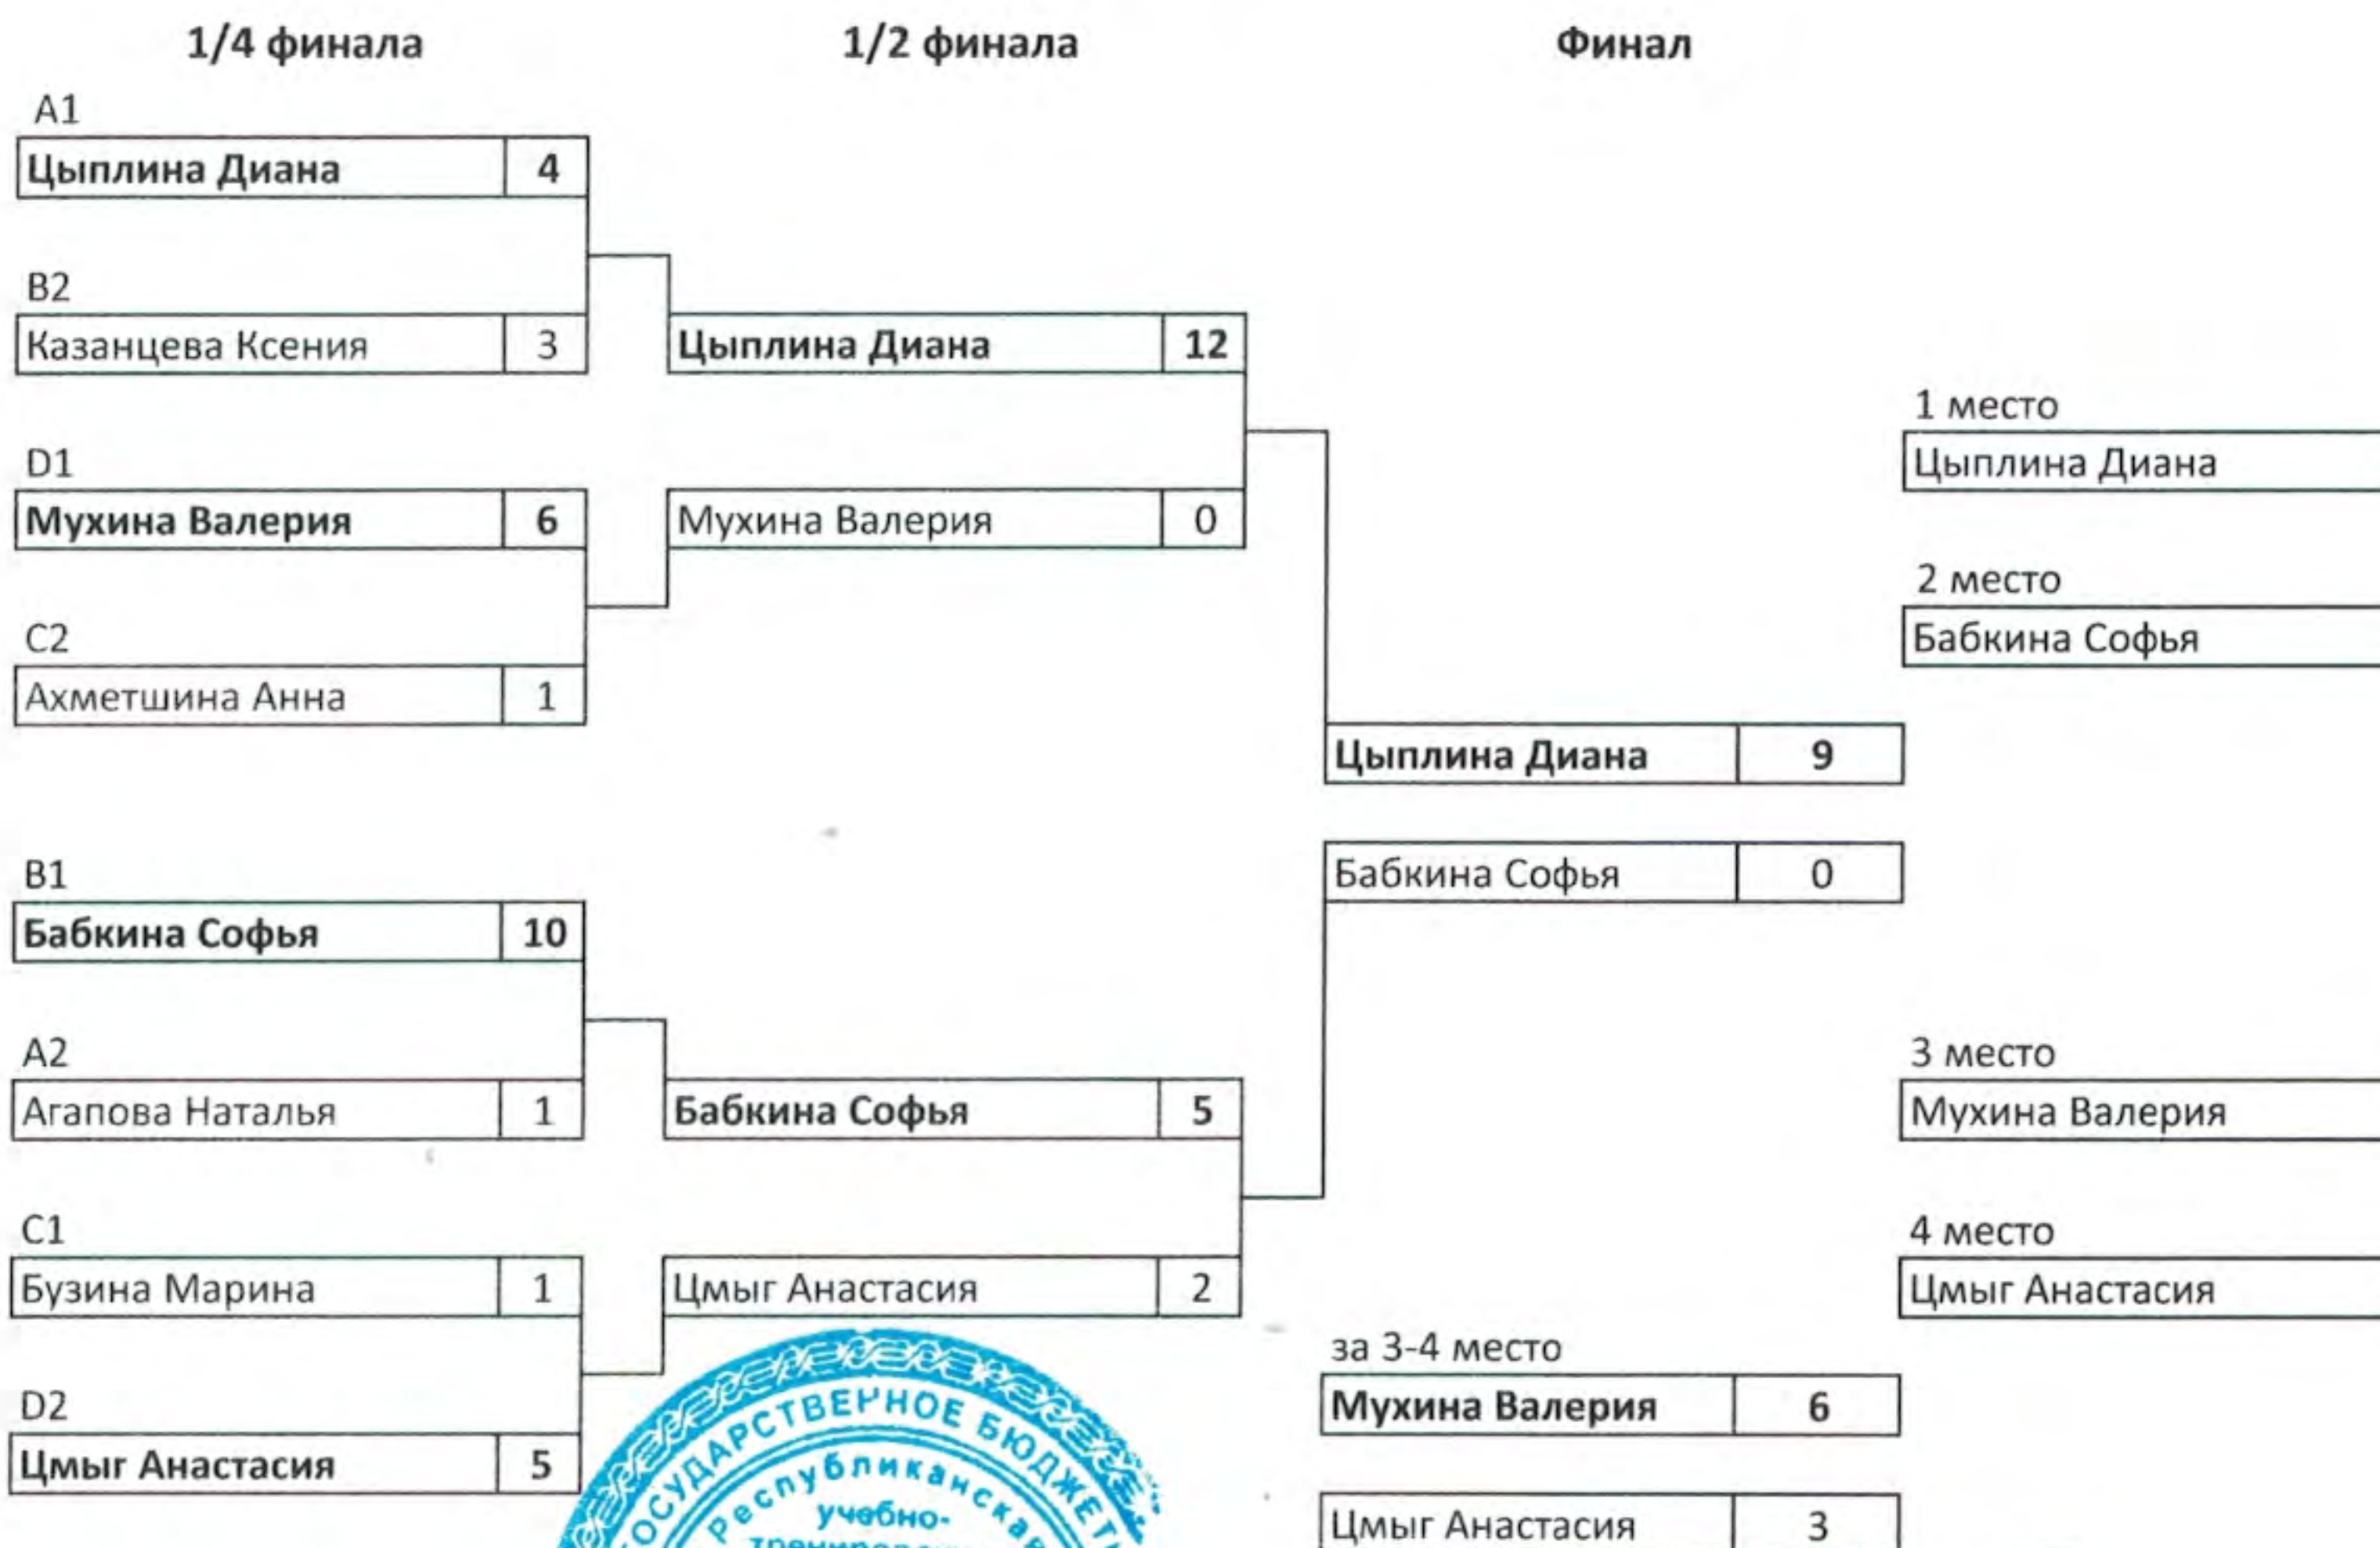 1/4 финала 1/2 финала Финал
A1
Цыплина Диана 4
B2
Казанцева Ксения 3
Цыплина Диана 12
1 место
Цыплина Диана
D1
Мухина Валерия 6
Мухина Валерия 0
2 место
Бабкина Софья
C2
Ахметшина Анна 1
Цыплина Диана 9
Бабкина Софья 0
B1
Бабкина Софья 10
A2
Агапова Наталья 1
Бабкина Софья 5
3 место
Мухина Валерия
C1
Бузина Марина 1
Цмыг Анастасия 2
4 место
Цмыг Анастасия
за 3-4 место
Мухина Валерия 6
D2
Цмыг Анастасия 5
Цмыг Анастасия 3
учебно-